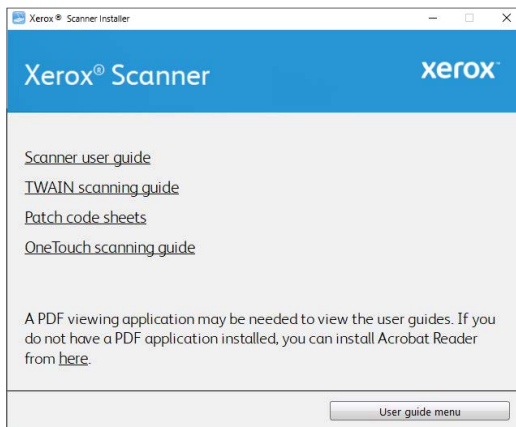 Xerox® Scanner Installer
Xerox® Scanner
xerox™
Scanner user guide
TWAIN scanning guide
Patch code sheets
OneTouch scanning guide
A PDF viewing application may be needed to view the user guides. If you
do not have a PDF application installed, you can install Acrobat Reader
from here.
User guide menu